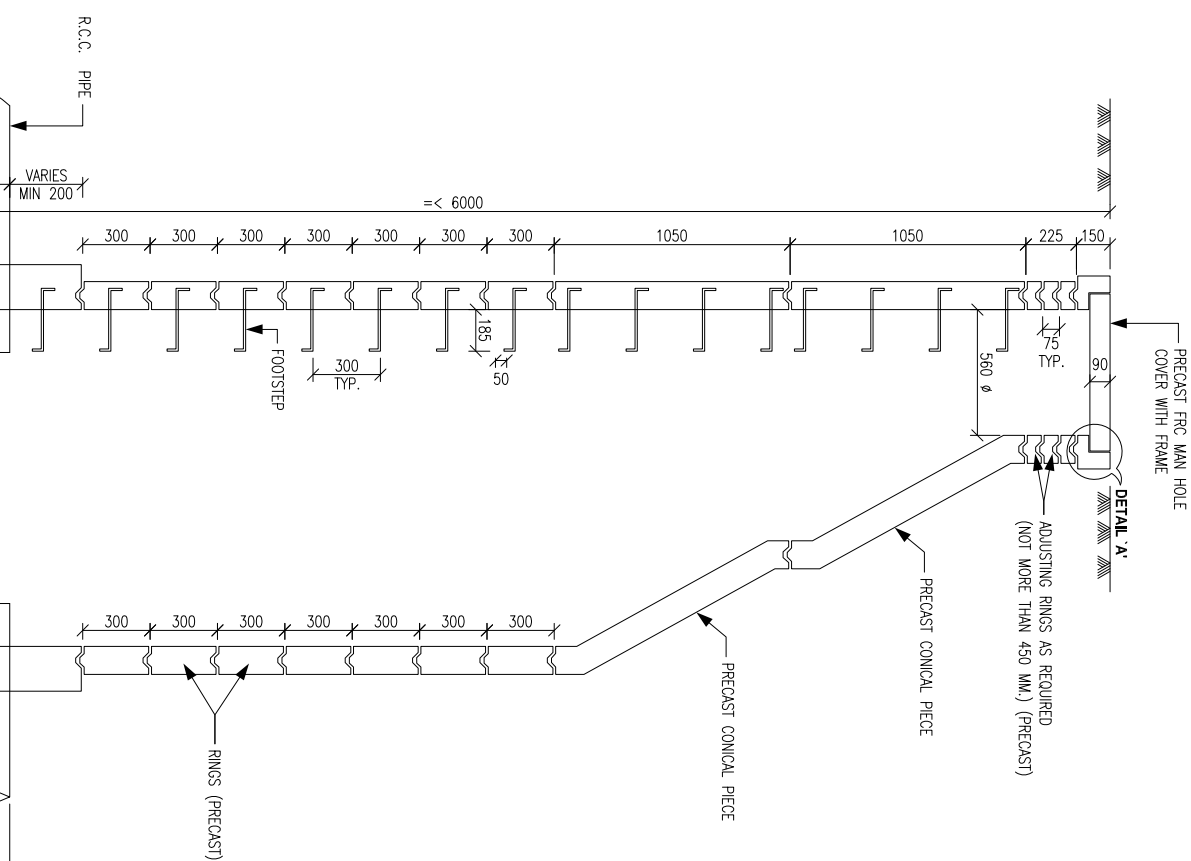 R.C.C. PIPE
VARIES
MIN 200
=< 6000
300 300 300 300 300 300 300 1050 1050 225 150
185
50
300
TYP.
FOOTSTEP
560 ø
75
TYP.
90
PRECAST FRC MAN HOLE
COVER WITH FRAME
DETAIL `A'
ADJUSTING RINGS AS REQUIRED
(NOT MORE THAN 450 MM.) (PRECAST)
PRECAST CONICAL PIECE
PRECAST CONICAL PIECE
300 300 300 300 300 300 300
RINGS (PRECAST)